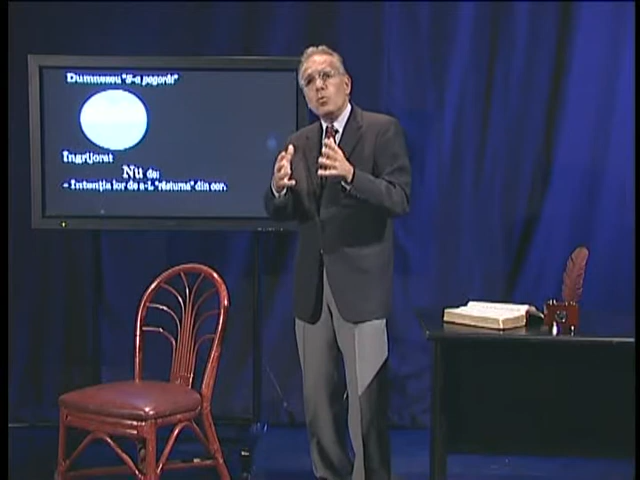 Dumnezeu "S-a pogorât"
Îngrijorat
Nu de:
- Intenția lor de a-L "răsturna" din cer.